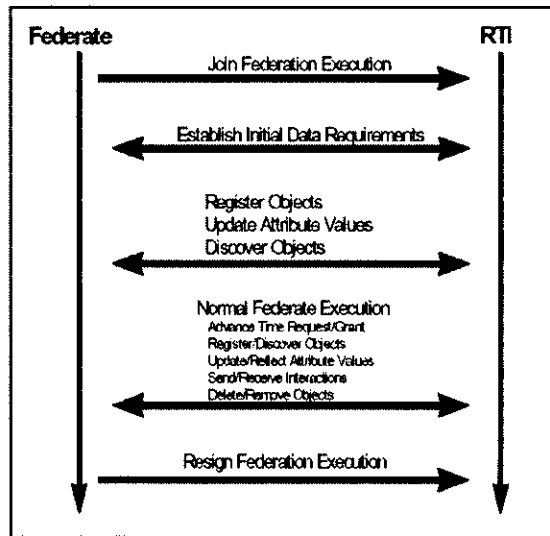 Federate
RTI
Join Federation Execution
Establish Initial Data Requirements
Register Objects
Update Attribute Values
Discover Objects
Normal Federate Execution
Advance Time Request/Grant
Register/Discover Objects
Update/Reflect Attribute Values
Send/Receive Interactions
Delete/Remove Objects
Resign Federation Execution